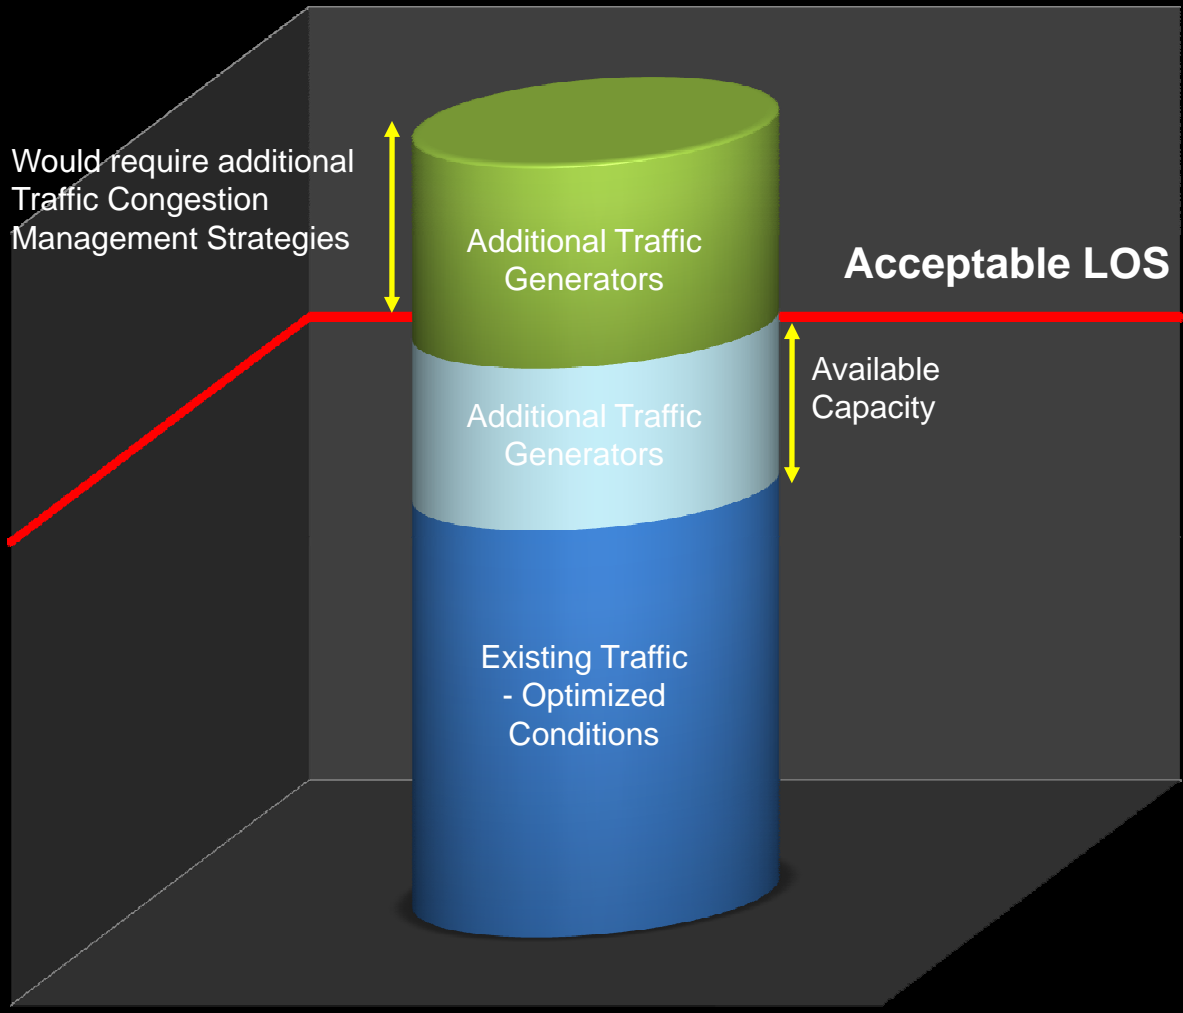 Would require additional
Traffic Congestion
Management Strategies
Additional Traffic
Generators
Acceptable LOS
Available
Capacity
Additional Traffic
Generators
Existing Traffic
- Optimized
Conditions